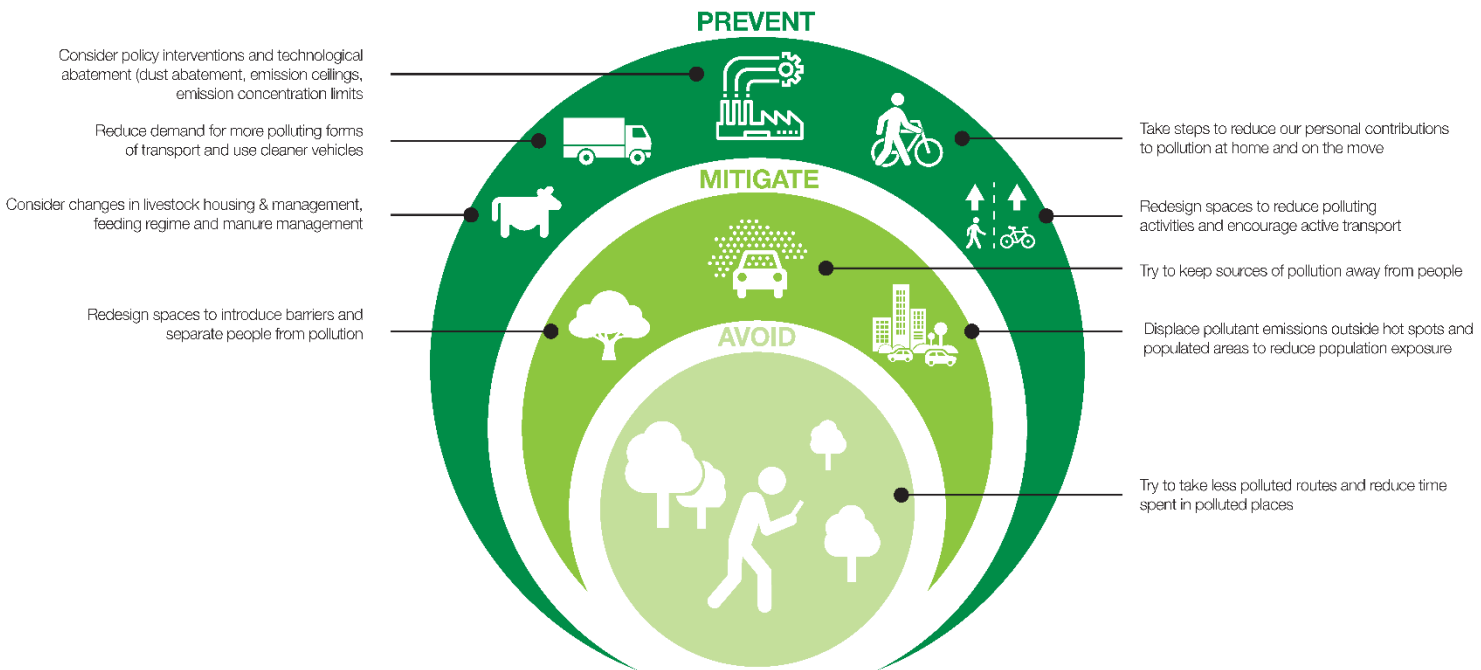 PREVENT
Consider policy interventions and technological
abatement (dust abatement, emission ceilings,
emission concentration limits
Reduce demand for more polluting forms
of transport and use cleaner vehicles
Consider changes in livestock housing & management,
feeding regime and manure management
Take steps to reduce our personal contributions
to pollution at home and on the move
Redesign spaces to reduce polluting
activities and encourage active transport
MITIGATE
Try to keep sources of pollution away from people
Redesign spaces to introduce barriers and
separate people from pollution
Displace pollutant emissions outside hot spots and
populated areas to reduce population exposure
AVOID
Try to take less polluted routes and reduce time
spent in polluted places